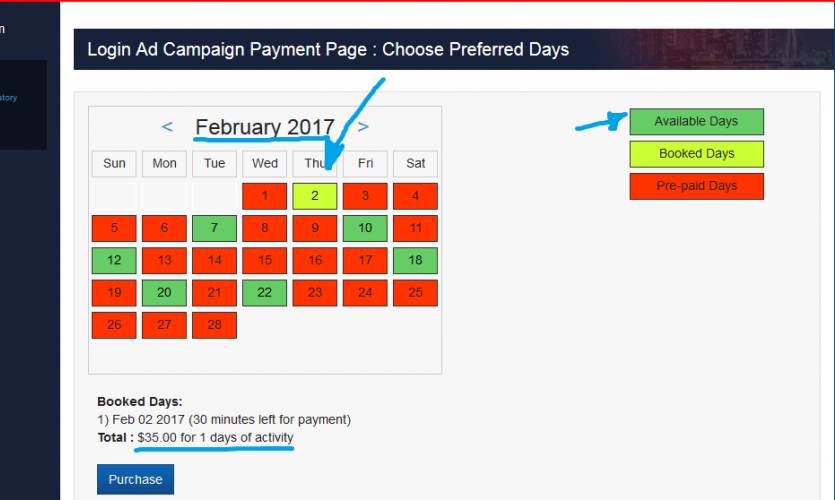 m
Login Ad Campaign Payment Page : Choose Preferred Days
story
< February 2017 >
Sun Mon Tue Wed Thu Fri Sat
1 2 3 4
5 6 7 8 9 10 11
12 13 14 15 16 17 18
19 20 21 22 23 24 25
26 27 28
Available Days
Booked Days
Pre-paid Days
Booked Days:
1) Feb 02 2017 (30 minutes left for payment)
Total : $35.00 for 1 days of activity
Purchase